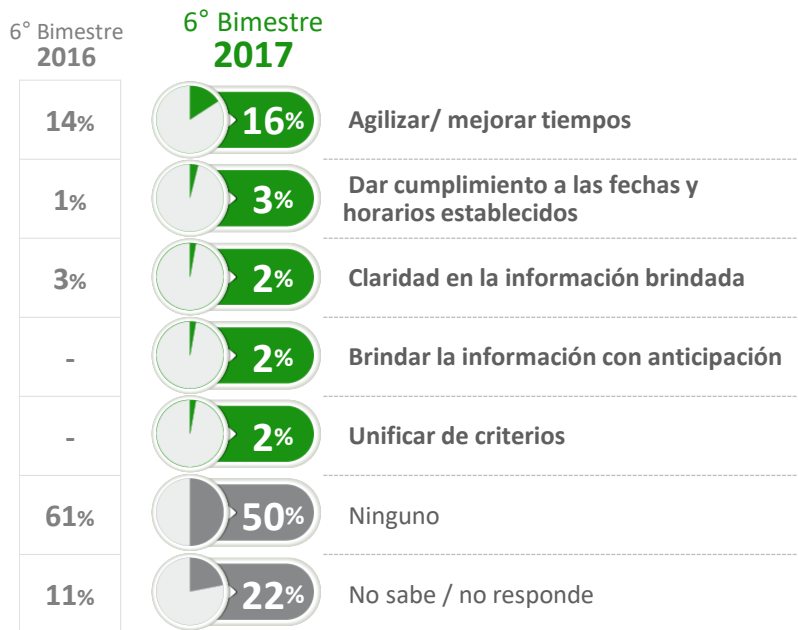 6° Bimestre
2016
6° Bimestre
2017
14% 16% Agilizar/ mejorar tiempos
1% 3% Dar cumplimiento a las fechas y
horarios establecidos
3% 2% Claridad en la información brindada
- 2% Brindar la información con anticipación
- 2% Unificar de criterios
61% 50% Ninguno
11% 22% No sabe / no responde